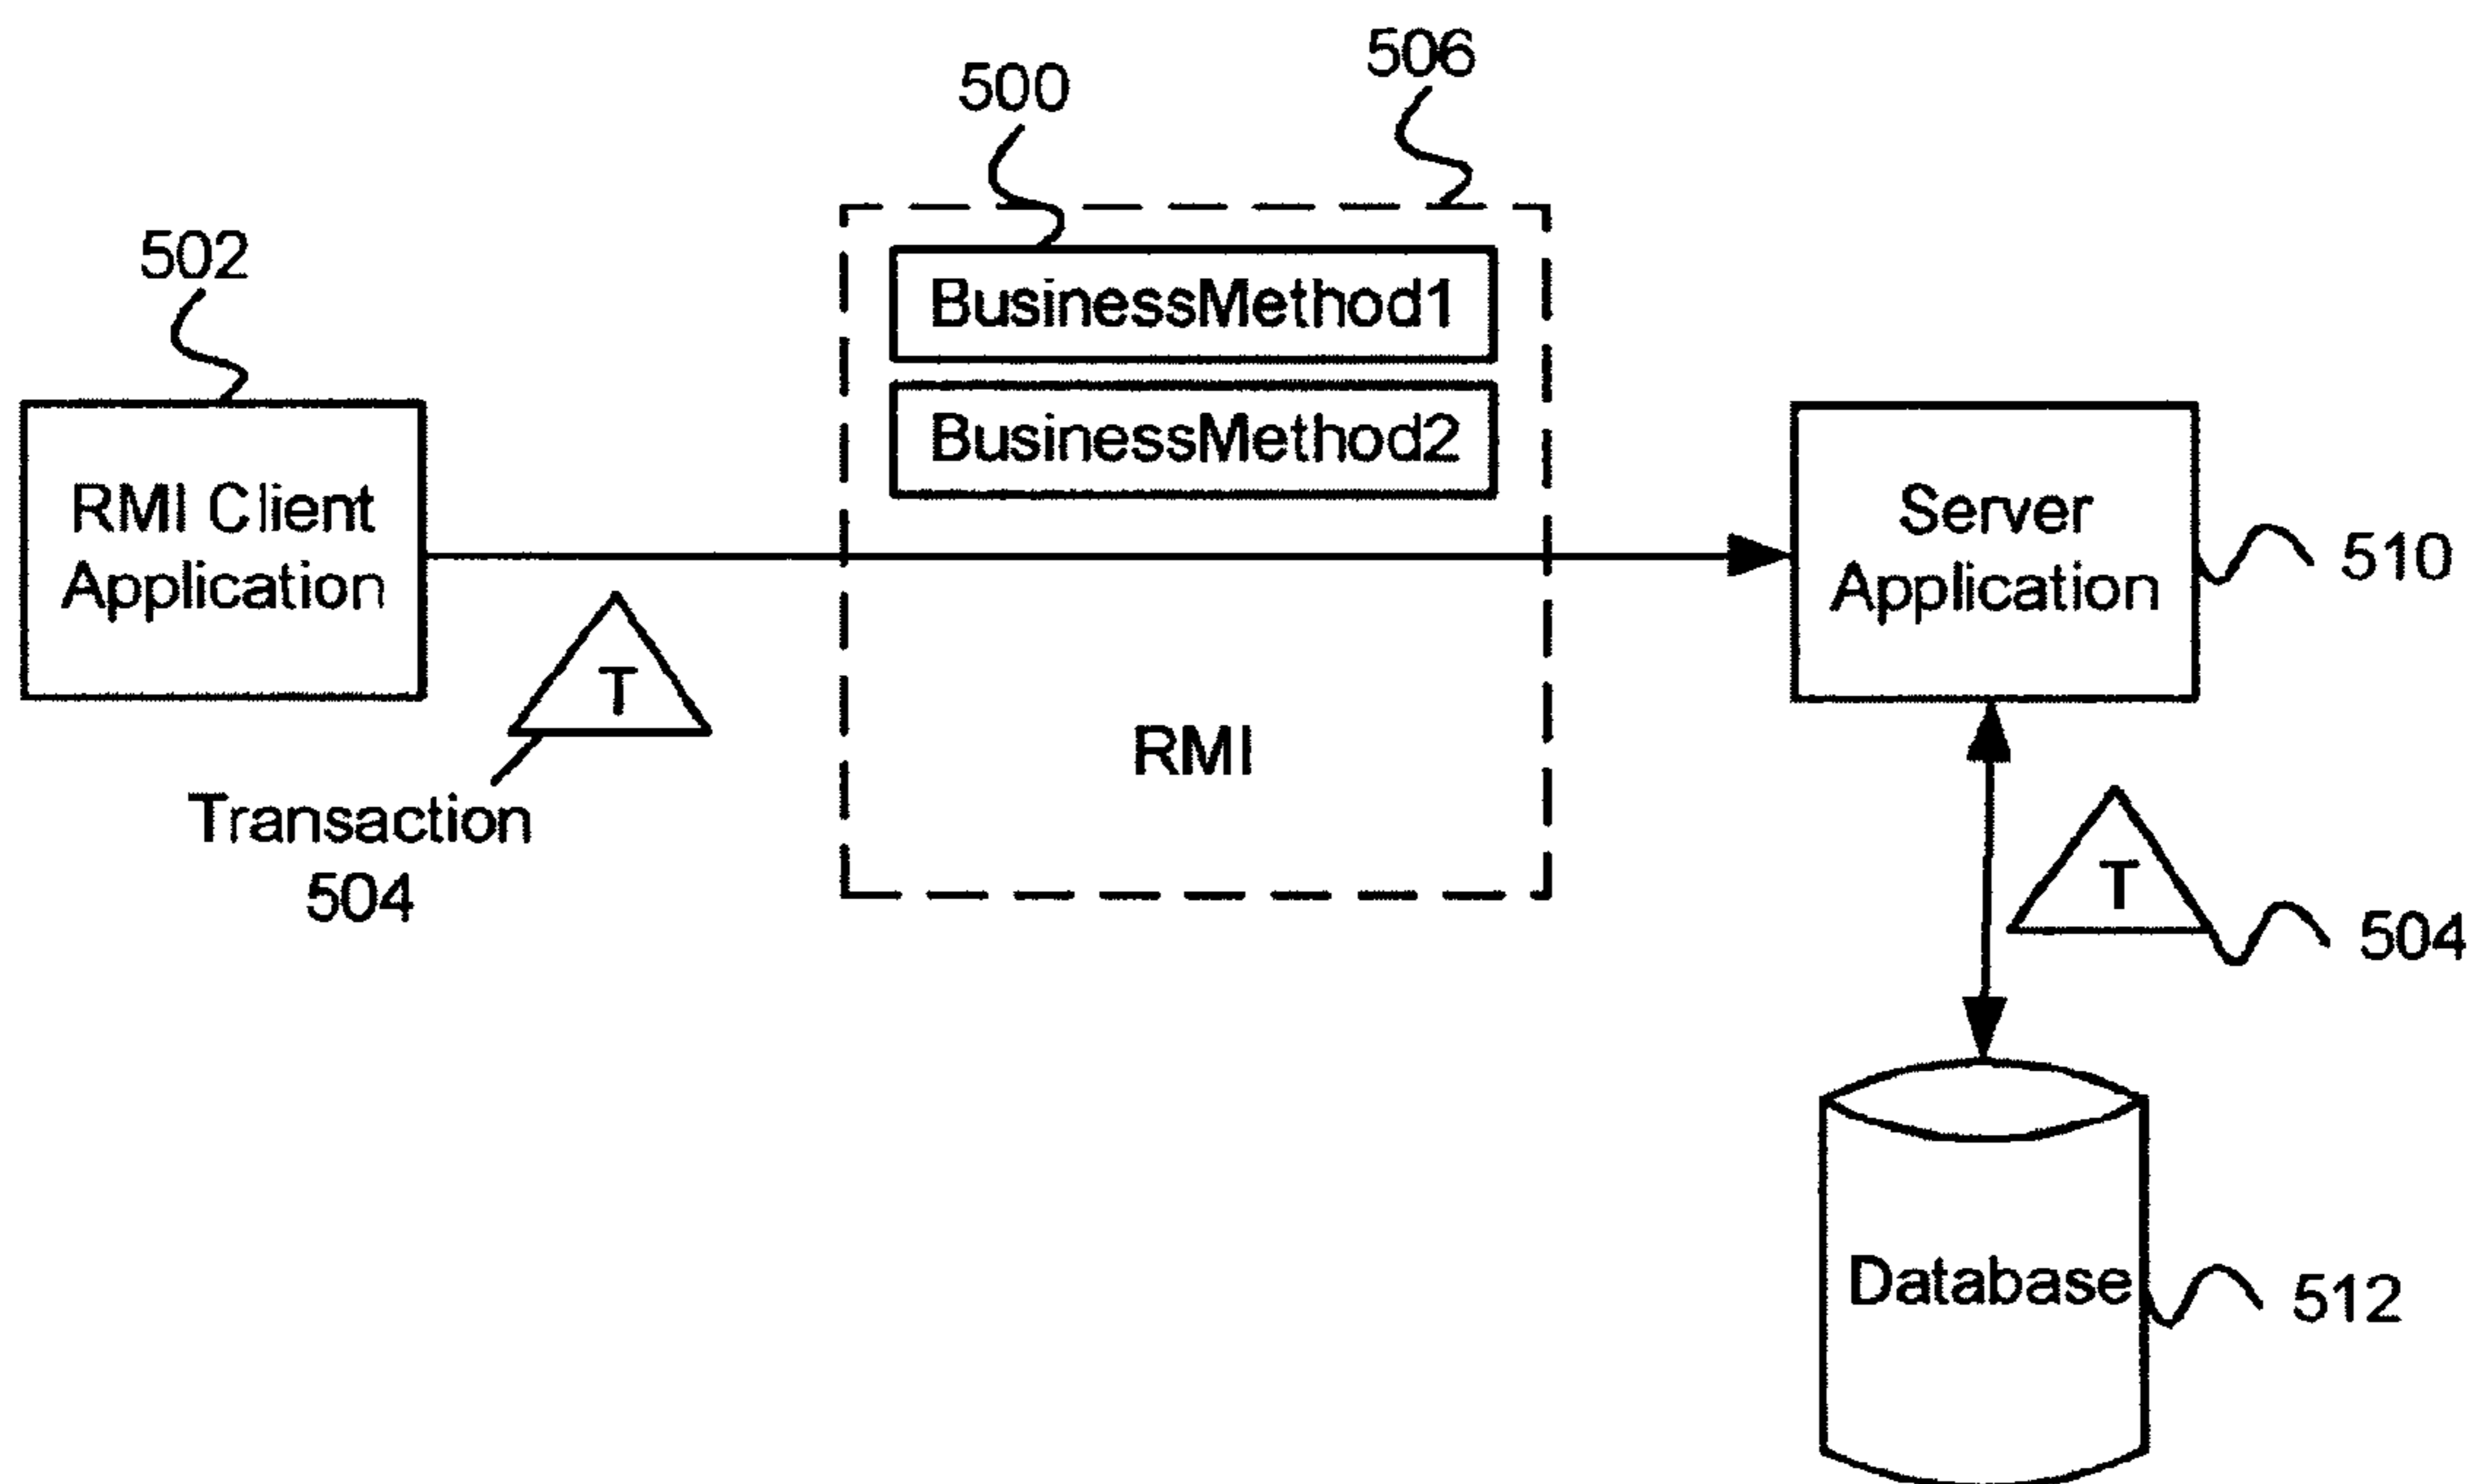 506
500
502
BusinessMethod1
BusinessMethod2
RMI Client
Application
Server
Application
510
T
Transaction
504
RMI
T
504
Database
512